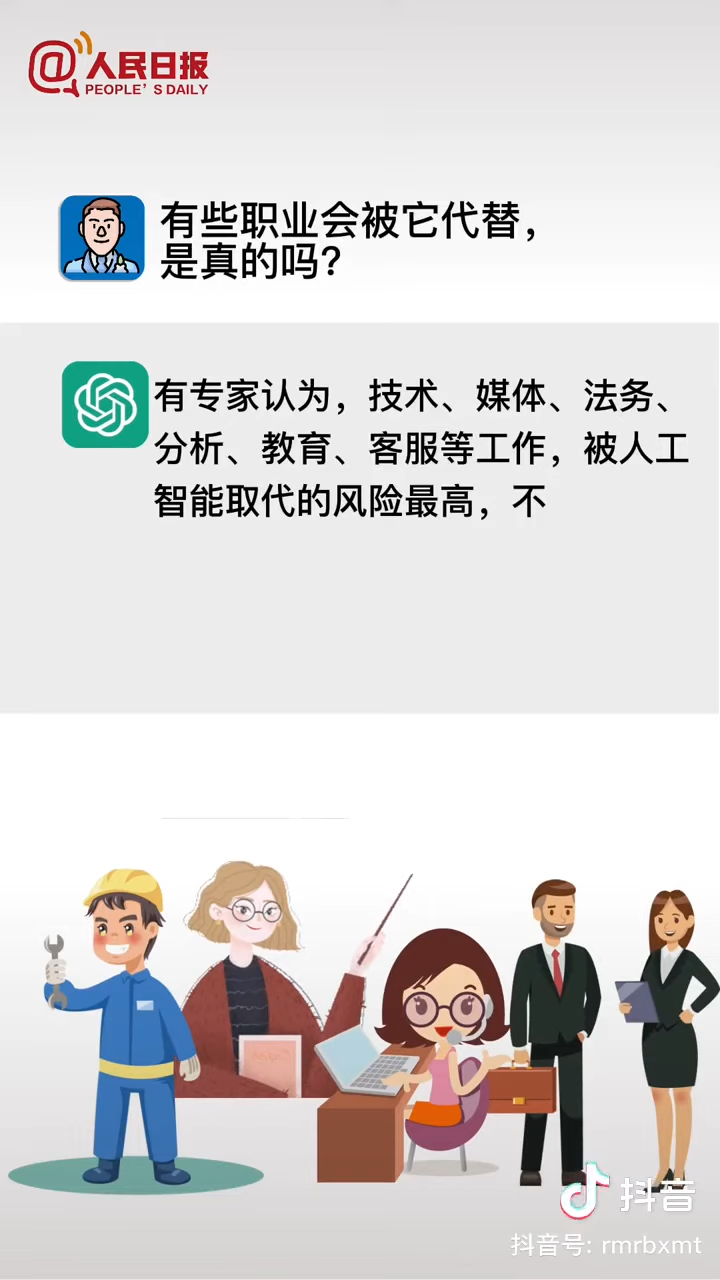 @人民日报
PEOPLE'S DAILY
有些职业会被它代替，
是真的吗？
有专家认为，技术、媒体、法务、
分析、教育、客服等工作，被人工
智能取代的风险最高，不
抖音
抖音号: rmrbxmt